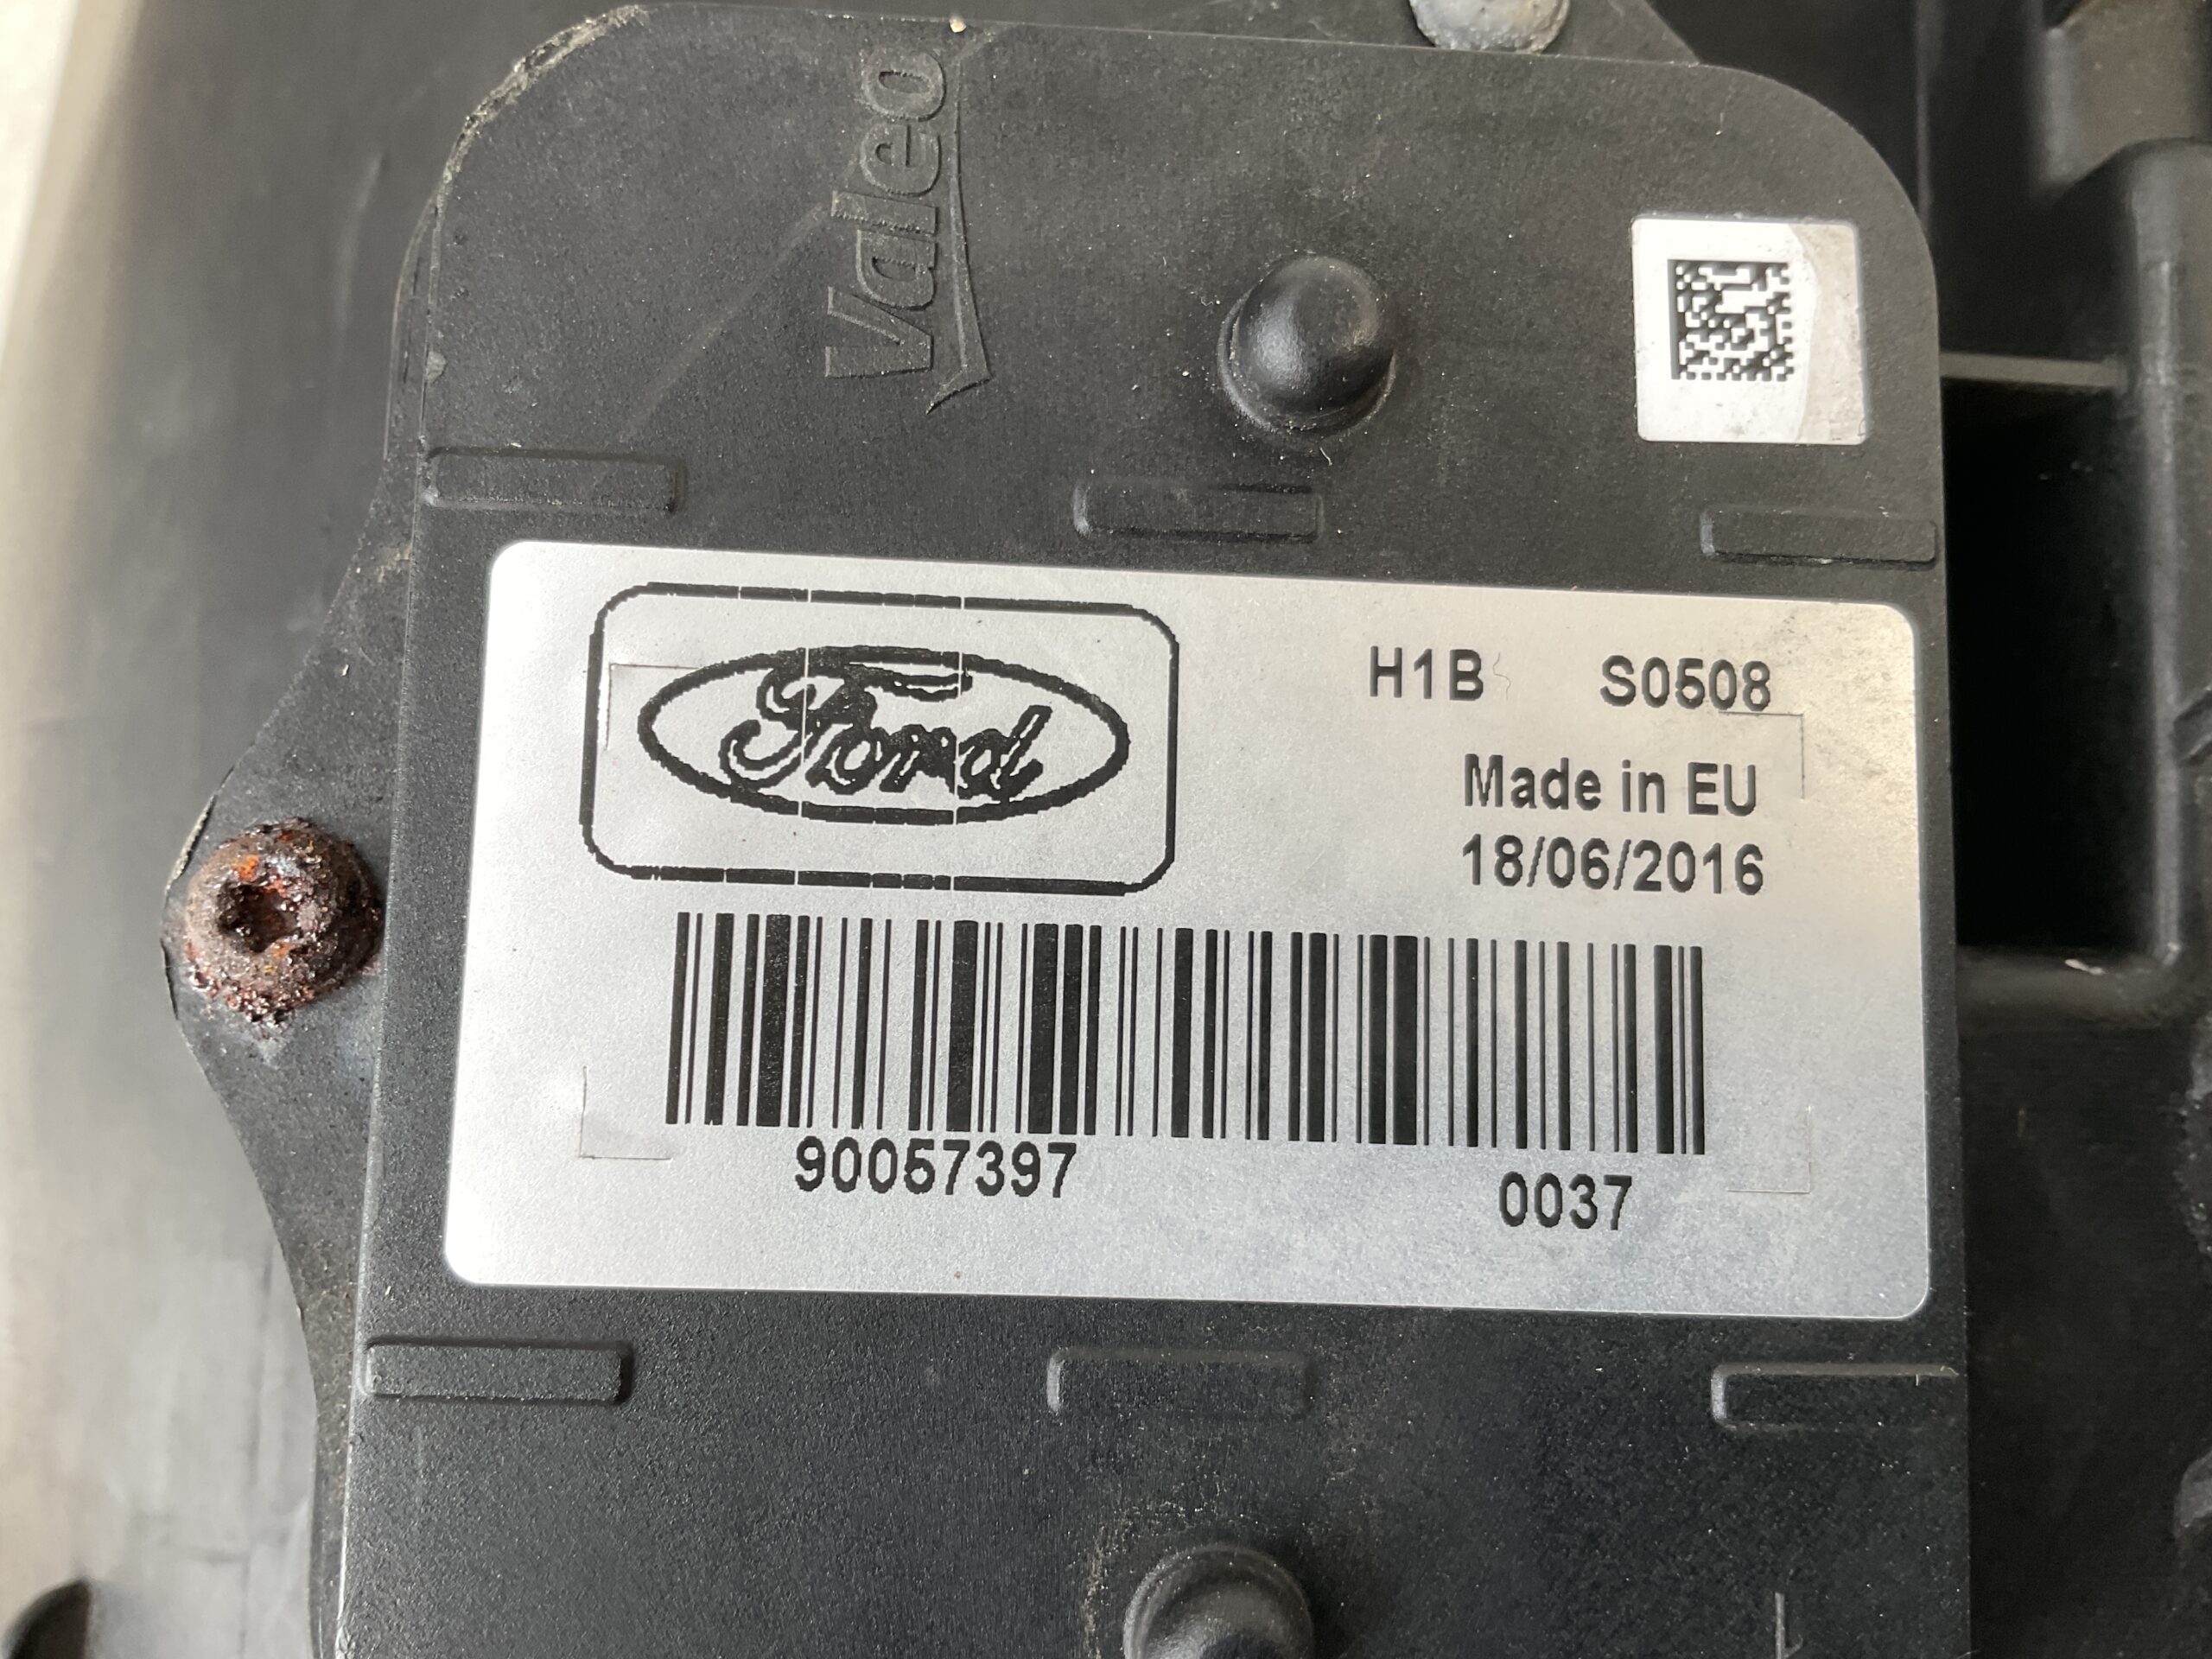 Valeo
Ford
H1B S0508
Made in EU
18/06/2016
90057397 0037